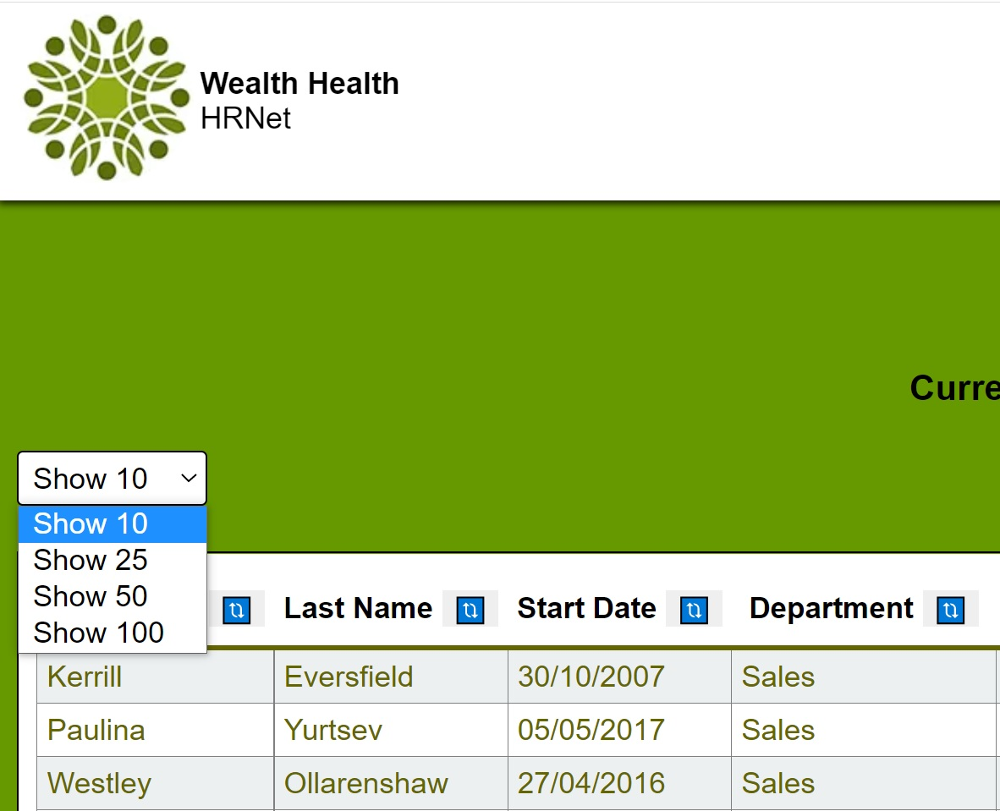 Wealth Health
HRNet
Curre
Show 10
Show 10
Show 25
Show 50
Show 100
Last Name Start Date Department
Kerrill Eversfield 30/10/2007 Sales
Paulina Yurtsev 05/05/2017 Sales
Westley Ollarenshaw 27/04/2016 Sales